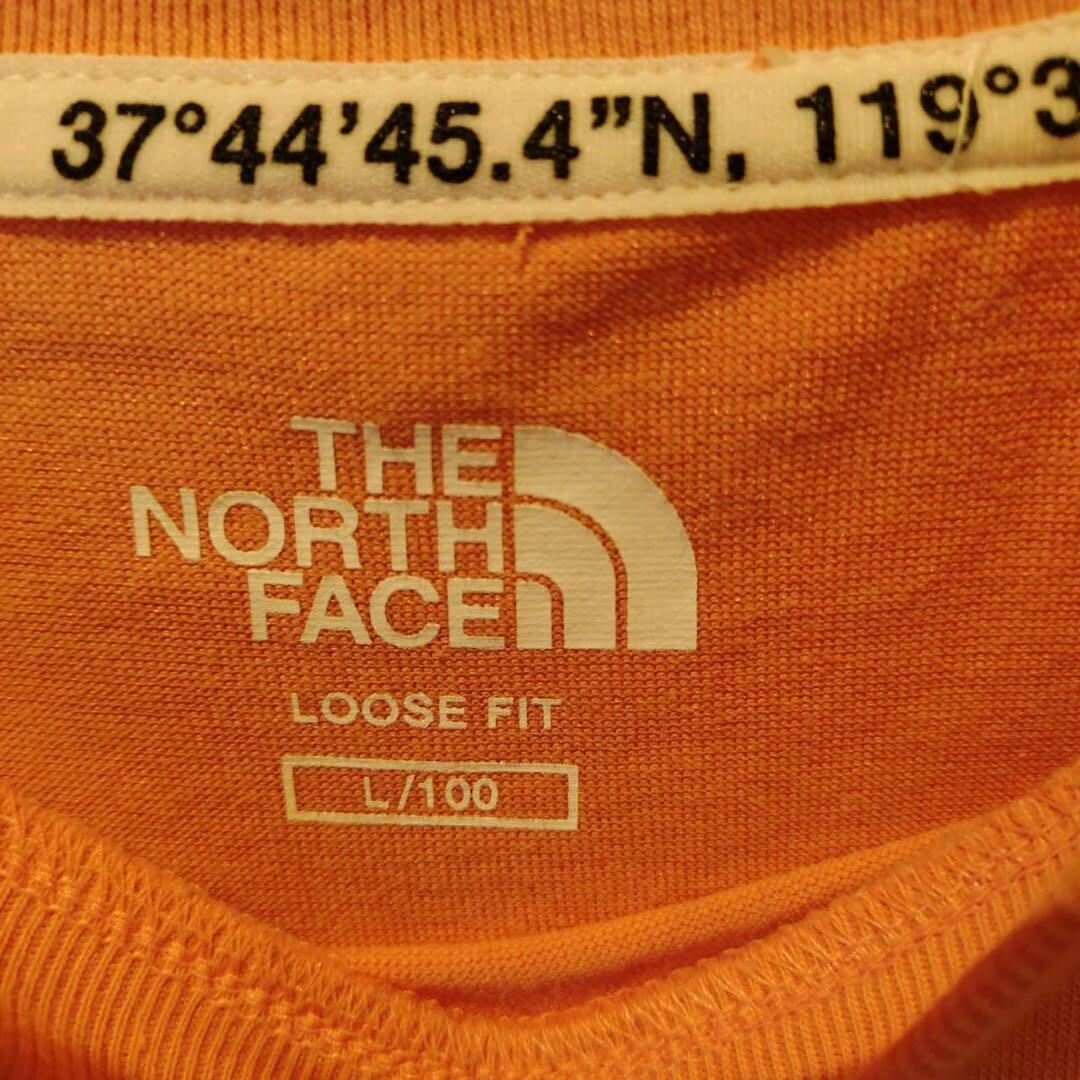 37°44’45.4”N, 119°3
THE
NORTH
FACE
LOOSE FIT
L/100